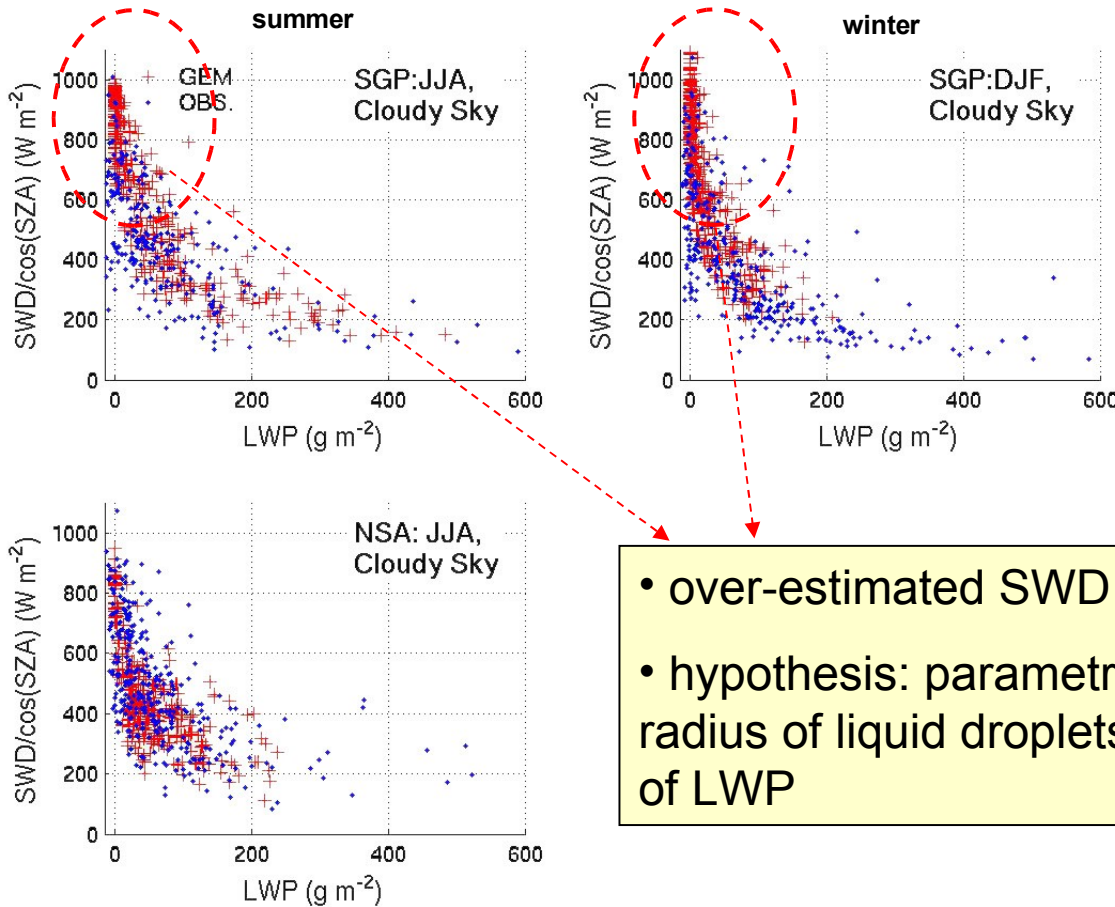 summer
winter
GEM
OBS.
SGP:JJA,
Cloudy Sky
SWD/cos(SZA) (W m⁻²)
1000
800
600
400
200
0
0 200 400 600
LWP (g m⁻²)
SGP:DJF,
Cloudy Sky
SWD/cos(SZA) (W m⁻²)
1000
800
600
400
200
0
0 200 400 600
LWP (g m⁻²)
NSA: JJA,
Cloudy Sky
SWD/cos(SZA) (W m⁻²)
1000
800
600
400
200
0
0 200 400 600
LWP (g m⁻²)
• over-estimated SWD
• hypothesis:
radius of liquid droplets
of LWP